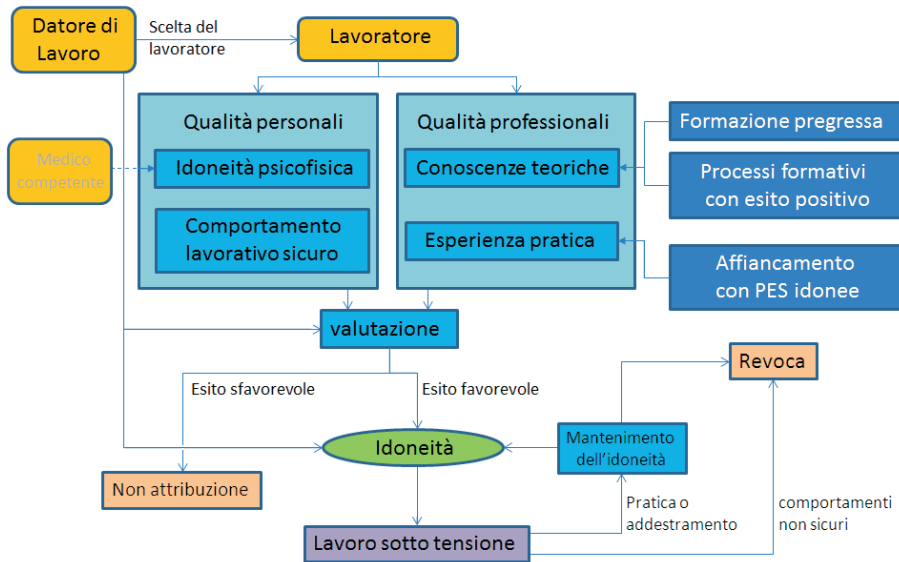 Datore di
Lavoro
Scelta del
lavoratore
Lavoratore
Qualità personali
Qualità professionali
Formazione pregressa
Medico
competente
Idoneità psicofisica
Conoscenze teoriche
Processi formativi
con esito positivo
Comportamento
lavorativo sicuro
Esperienza pratica
Affiancamento
con PES idonee
valutazione
Revoca
Esito sfavorevole
Esito favorevole
Idoneità
Mantenimento
dell'idoneità
Non attribuzione
Pratica o
addestramento
comportamenti
non sicuri
Lavoro sotto tensione